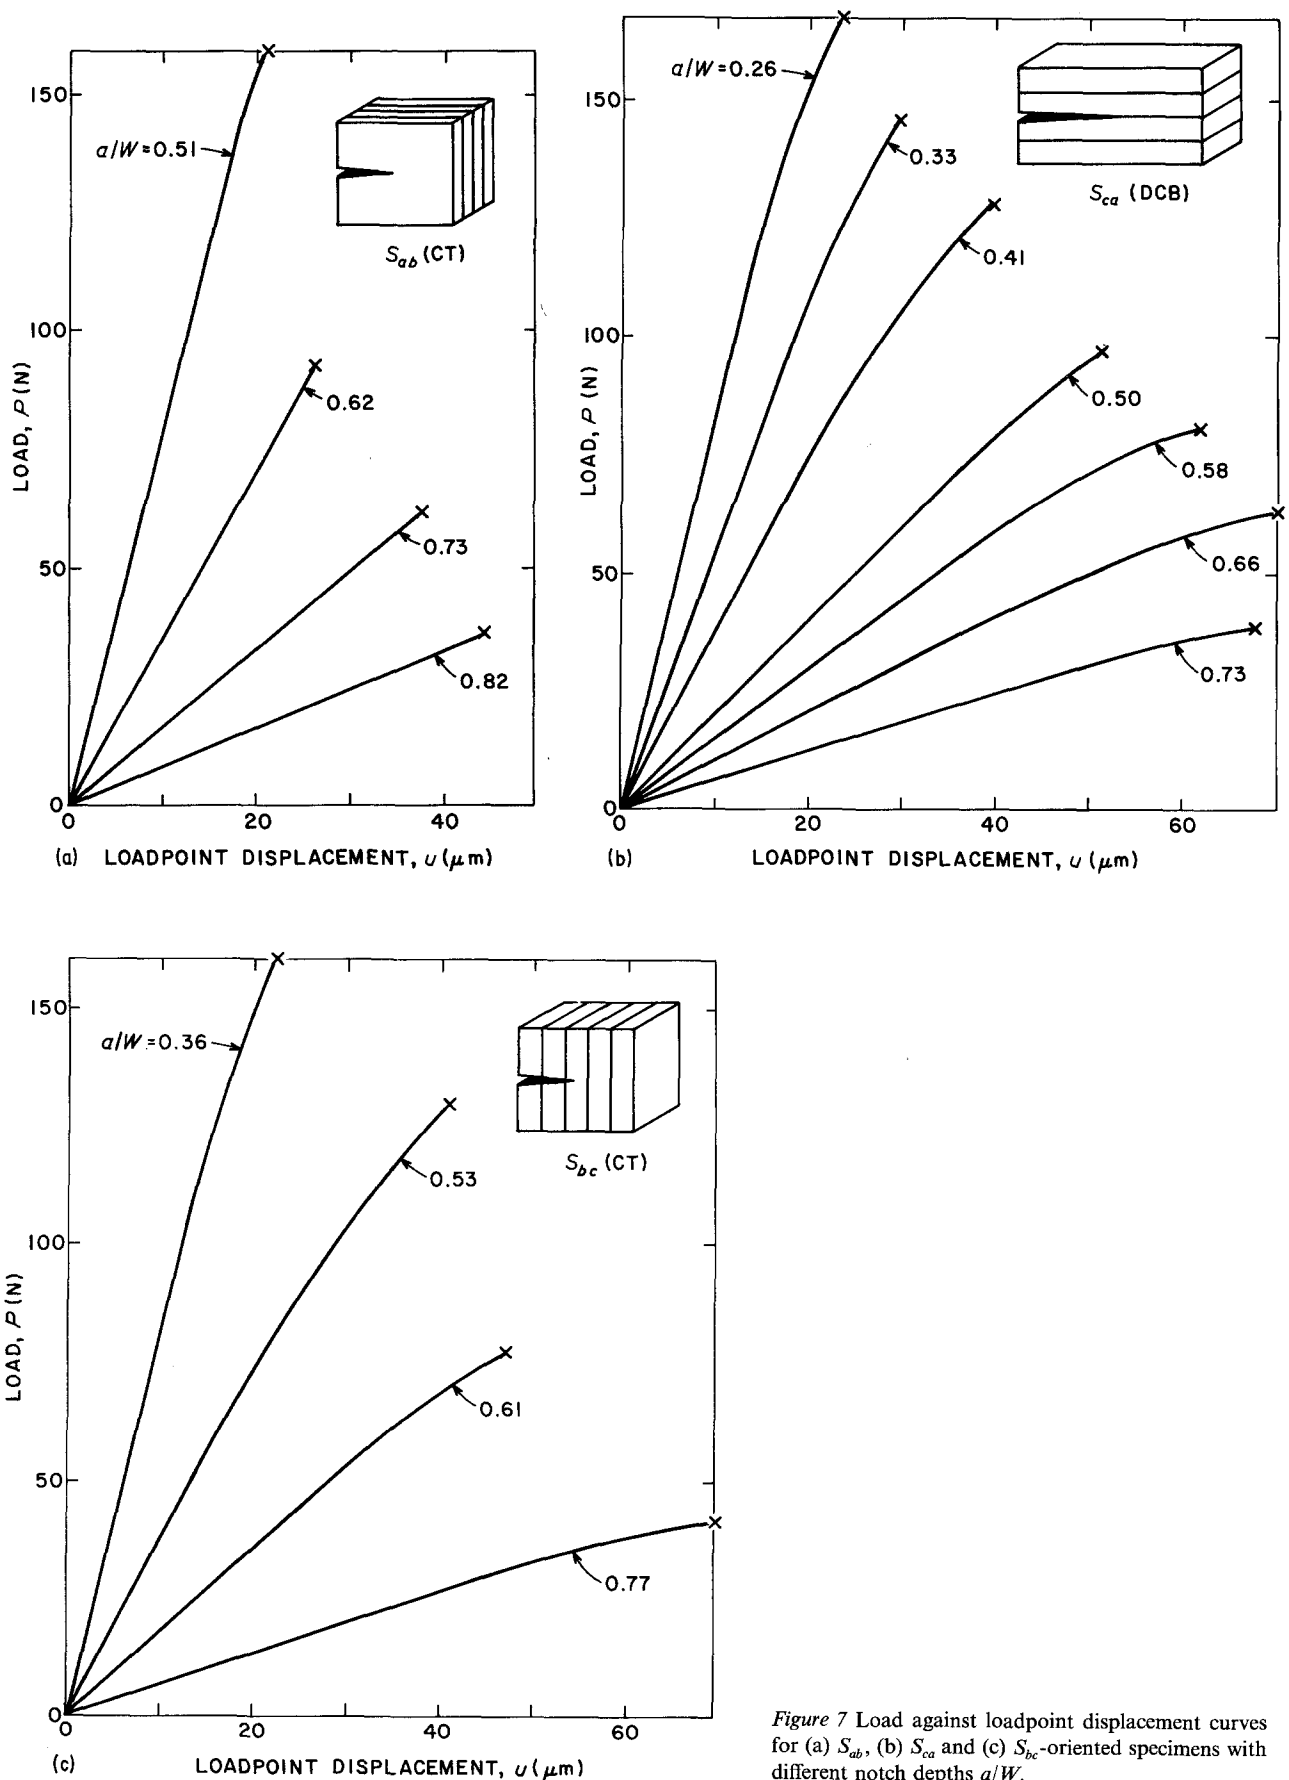 150
a/W=0.51
S_ab (CT)
100
0.62
LOAD, P (N)
0.73
50
0.82
0
0 20 40
(a) LOADPOINT DISPLACEMENT, u (μm)
a/W=0.26
150
0.33
S_ca (DCB)
0.41
100
0.50
LOAD, P (N)
0.58
50
0.66
0.73
0
0 20 40 60
(b) LOADPOINT DISPLACEMENT, u (μm)
150
a/W=0.36
0.53
S_bc (CT)
100
LOAD, P (N)
0.61
50
0.77
0
0 20 40 60
(c) LOADPOINT DISPLACEMENT, u (μm)
Figure 7 Load against loadpoint displacement curves
for (a) S_ab, (b) S_ca and (c) S_bc-oriented specimens with
different notch depths a/W.